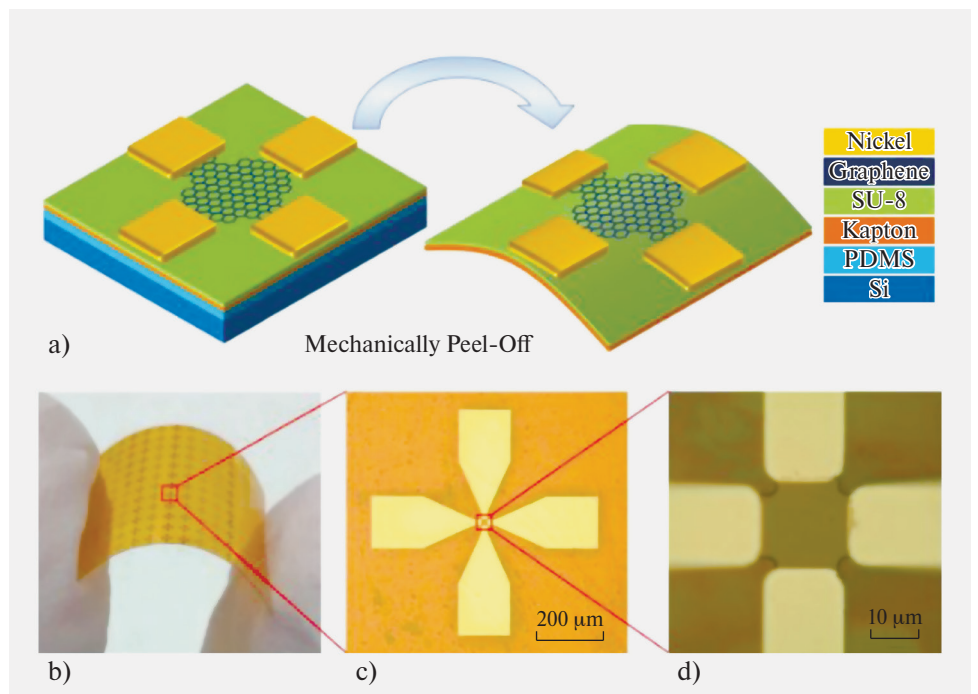 Nickel
Graphene
SU-8
Kapton
PDMS
Si
a)
Mechanically Peel-Off
200 µm
10 µm
b)
c)
d)